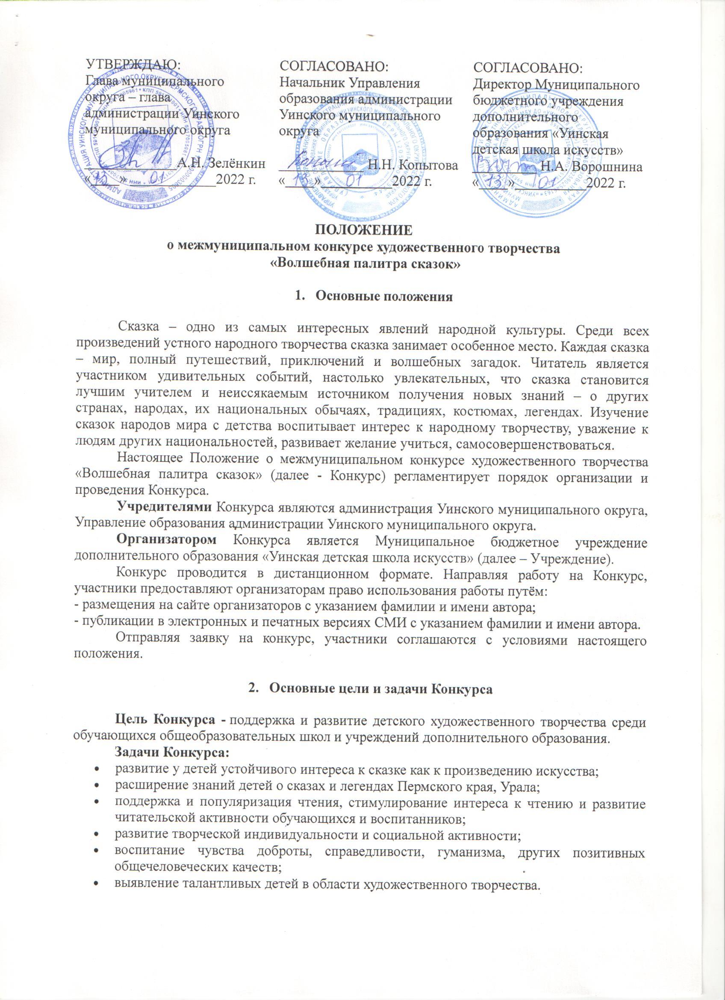 УТВЕРЖДАЮ:
Глава муниципального
округа – глава
администрации Уинского
муниципального округа
А.Н. Зелёнкин
«13» 01 2022 г.
СОГЛАСОВАНО:
Начальник Управления
образования администрации
Уинского муниципального
округа
Н.Н. Копытова
«13» 01 2022 г.
СОГЛАСОВАНО:
Директор Муниципального
бюджетного учреждения
дополнительного
образования «Уинская
детская школа искусств»
Н.А. Ворошнина
«13» 01 2022 г.
ПОЛОЖЕНИЕ
о межмуниципальном конкурсе художественного творчества
«Волшебная палитра сказок»
1. Основные положения
Сказка – одно из самых интересных явлений народной культуры. Среди всех
произведений устного народного творчества сказка занимает особенное место. Каждая сказка
– мир, полный путешествий, приключений и волшебных загадок. Читатель является
участником удивительных событий, настолько увлекательных, что сказка становится
лучшим учителем и неиссякаемым источником получения новых знаний – о других
странах, народах, их национальных обычаях, традициях, костюмах, легендах. Изучение
сказок народов мира с детства воспитывает интерес к народному творчеству, уважение к
людям других национальностей, развивает желание учиться, самосовершенствоваться.
Настоящее Положение о межмуниципальном конкурсе художественного творчества
«Волшебная палитра сказок» (далее - Конкурс) регламентирует порядок организации и
проведения Конкурса.
Учредителями Конкурса являются администрация Уинского муниципального округа,
Управление образования администрации Уинского муниципального округа.
Организатором Конкурса является Муниципальное бюджетное учреждение
дополнительного образования «Уинская детская школа искусств» (далее – Учреждение).
Конкурс проводится в дистанционном формате. Направляя работу на Конкурс,
участники предоставляют организаторам право использования работы путём:
- размещения на сайте организаторов с указанием фамилии и имени автора;
- публикации в электронных и печатных версиях СМИ с указанием фамилии и имени автора.
Отправляя заявку на конкурс, участники соглашаются с условиями настоящего
положения.
2. Основные цели и задачи Конкурса
Цель Конкурса - поддержка и развитие детского художественного творчества среди
обучающихся общеобразовательных школ и учреждений дополнительного образования.
Задачи Конкурса:
• развитие у детей устойчивого интереса к сказке как к произведению искусства;
• расширение знаний детей о сказах и легендах Пермского края, Урала;
• поддержка и популяризация чтения, стимулирование интереса к чтению и развитие
читательской активности обучающихся и воспитанников;
• развитие творческой индивидуальности и социальной активности;
• воспитание чувства доброты, справедливости, гуманизма, других позитивных
общечеловеческих качеств;
• выявление талантливых детей в области художественного творчества.